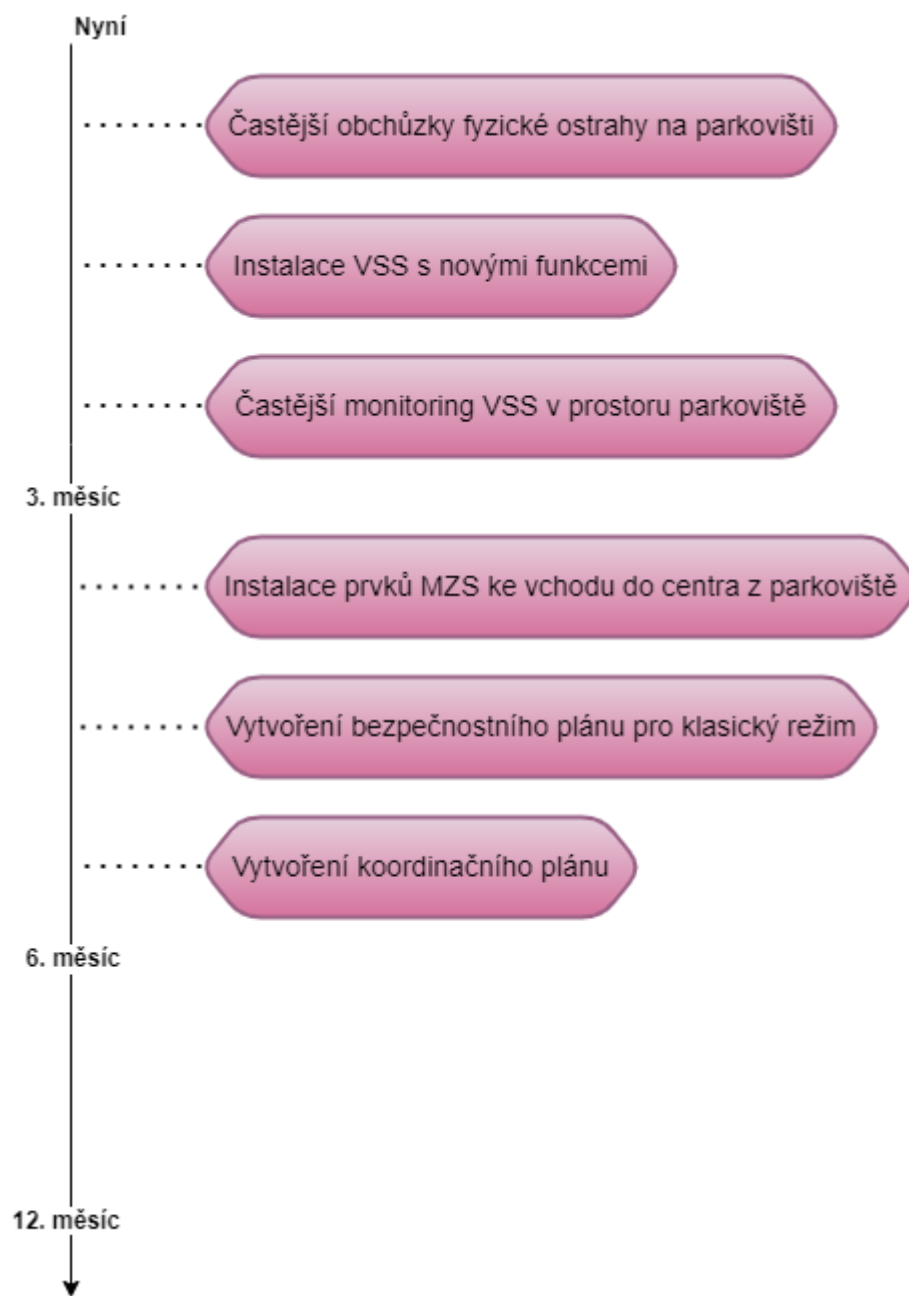 Nyní
Častější obchůzky fyzické ostrahy na parkovišti
Instalace VSS s novými funkcemi
Častější monitoring VSS v prostoru parkoviště
3. měsíc
Instalace prvků MZS ke vchodu do centra z parkoviště
Vytvoření bezpečnostního plánu pro klasický režim
Vytvoření koordinačního plánu
6. měsíc
12. měsíc